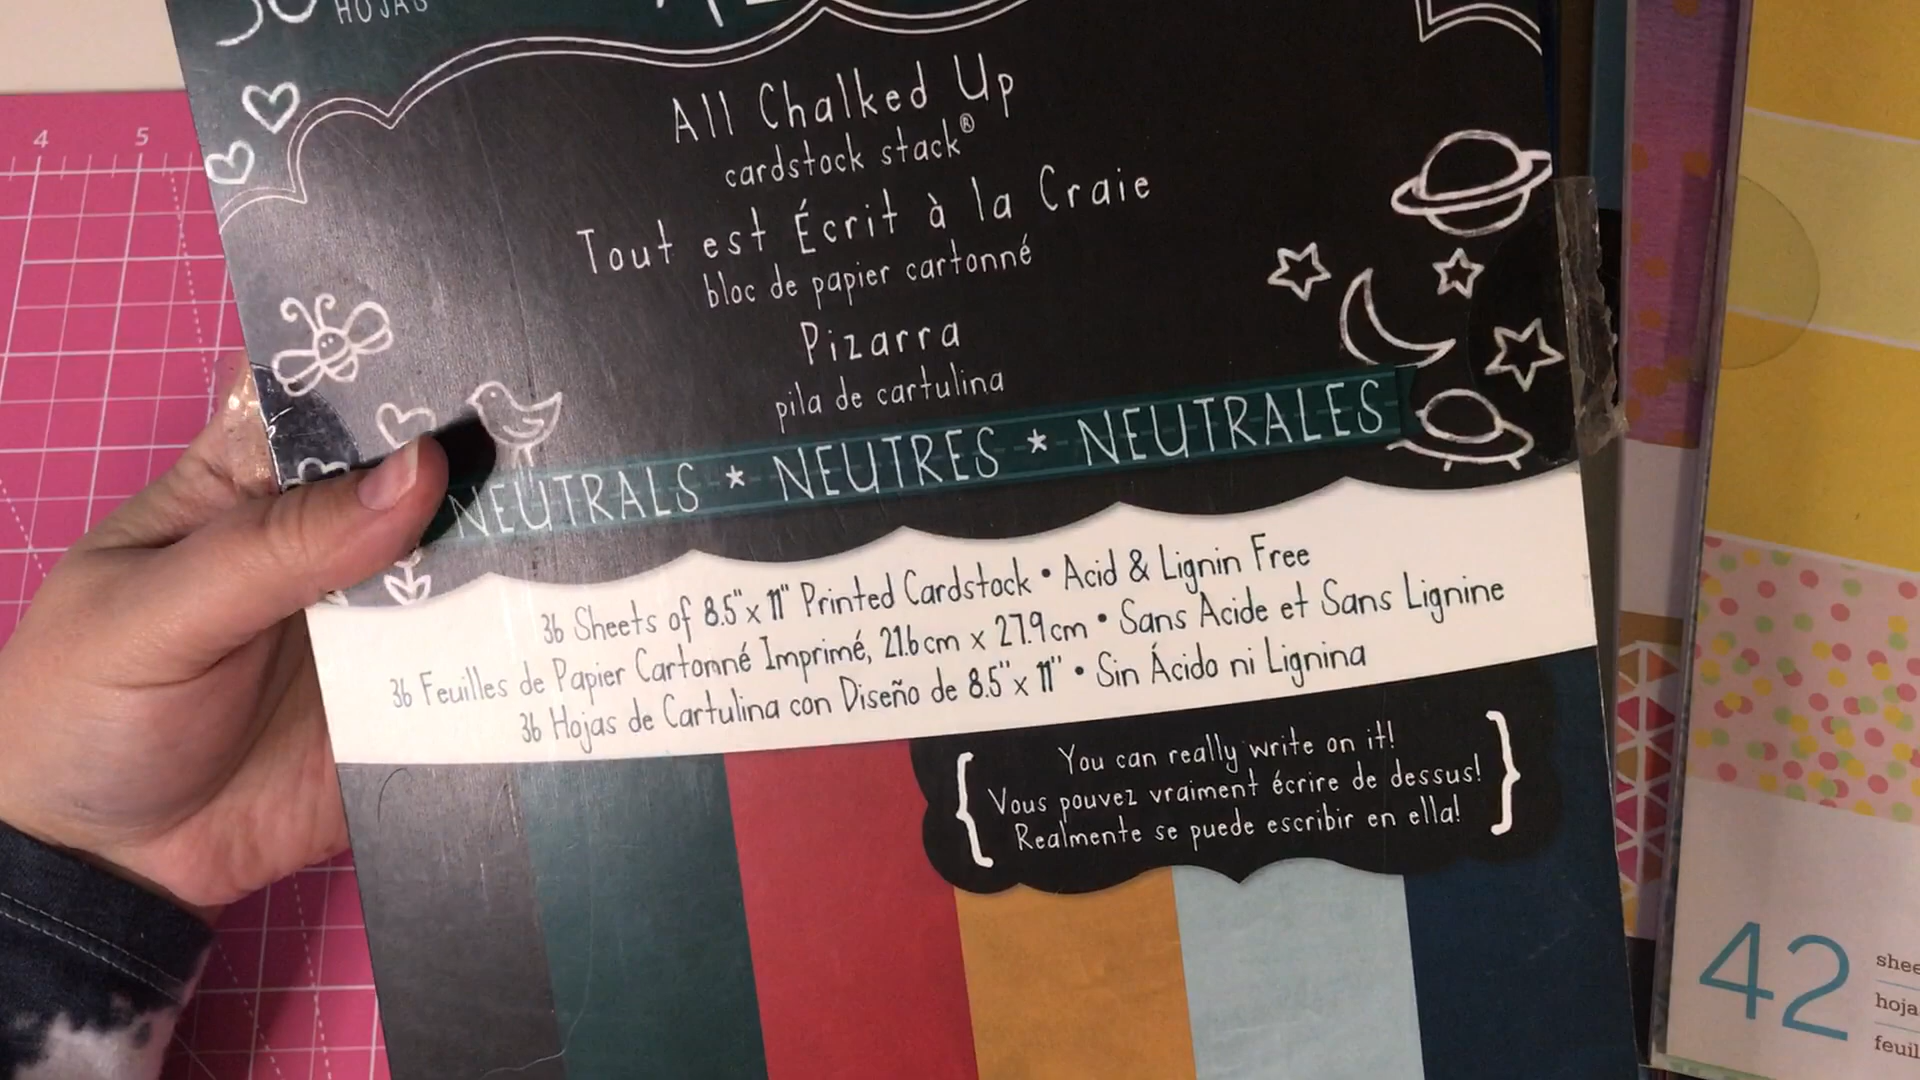 HOJAS
All Chalked Up
cardstock stack®
Tout est Écrit à la Craie
bloc de papier cartonné
Pizarra
pila de cartulina
NEUTRALS * NEUTRES * NEUTRALES
36 Sheets of 8.5" x 11" Printed Cardstock • Acid & Lignin Free
36 Feuilles de Papier Cartonné Imprimé, 21.6 cm x 27.9 cm • Sans Acide et Sans Lignine
36 Hojas de Cartulina con Diseño de 8.5" x 11" • Sin Ácido ni Lignina
{ You can really write on it!
Vous pouvez vraiment écrire de dessus!
Realmente se puede escribir en ella! }
4 5
42